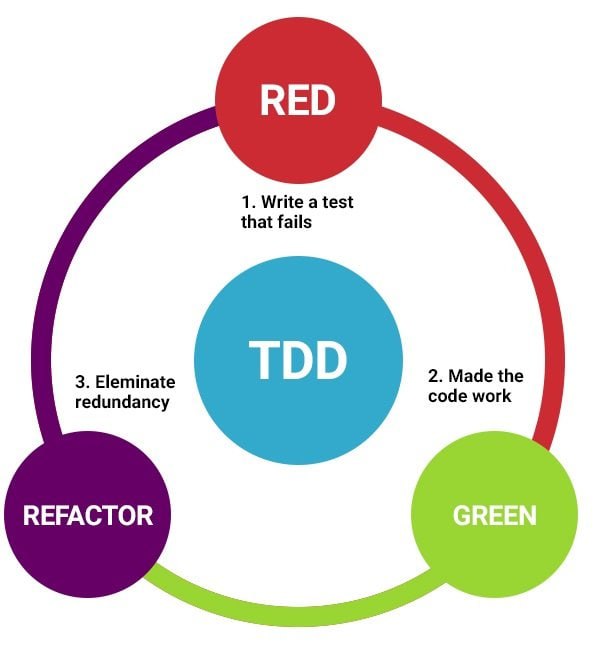 RED
1. Write a test
that fails
TDD
2. Made the
code work
3. Eleminate
redundancy
REFACTOR
GREEN